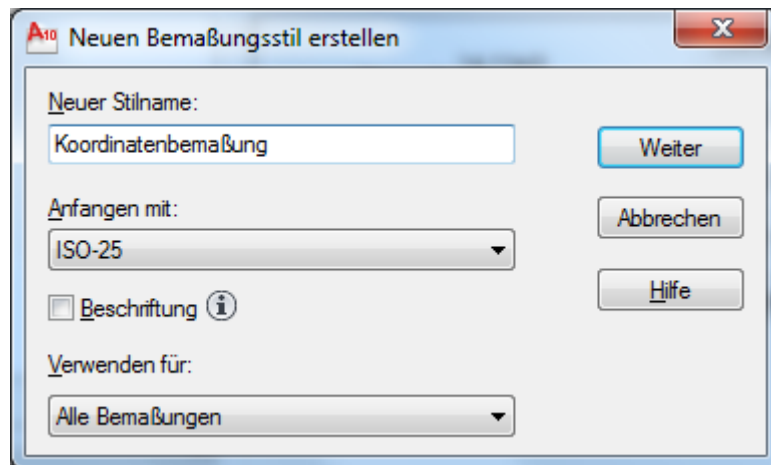 A10 Neuen Bemaßungsstil erstellen
Neuer Stilname:
Koordinatenbemaßung
Weiter
Anfangen mit:
ISO-25
Abbrechen
Beschriftung
Hilfe
Verwenden für:
Alle Bemaßungen